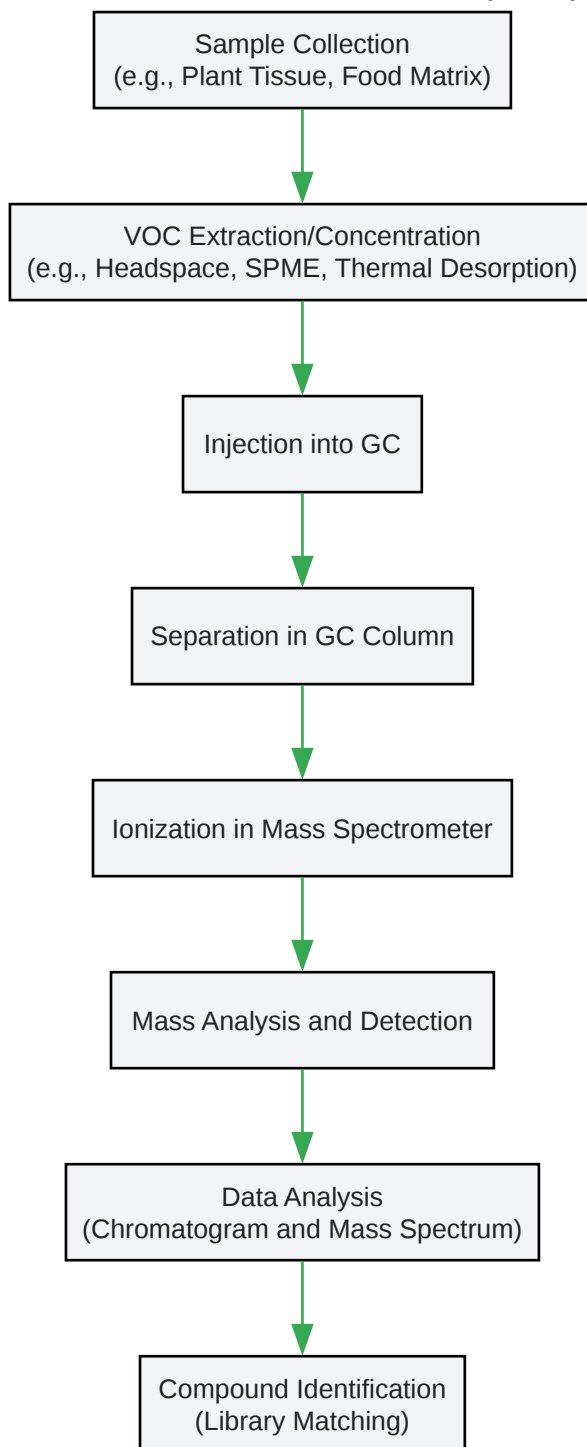 Sample Collection
(e.g., Plant Tissue, Food Matrix)
VOC Extraction/Concentration
(e.g., Headspace, SPME, Thermal Desorption)
Injection into GC
Separation in GC Column
Ionization in Mass Spectrometer
Mass Analysis and Detection
Data Analysis
(Chromatogram and Mass Spectrum)
Compound Identification
(Library Matching)